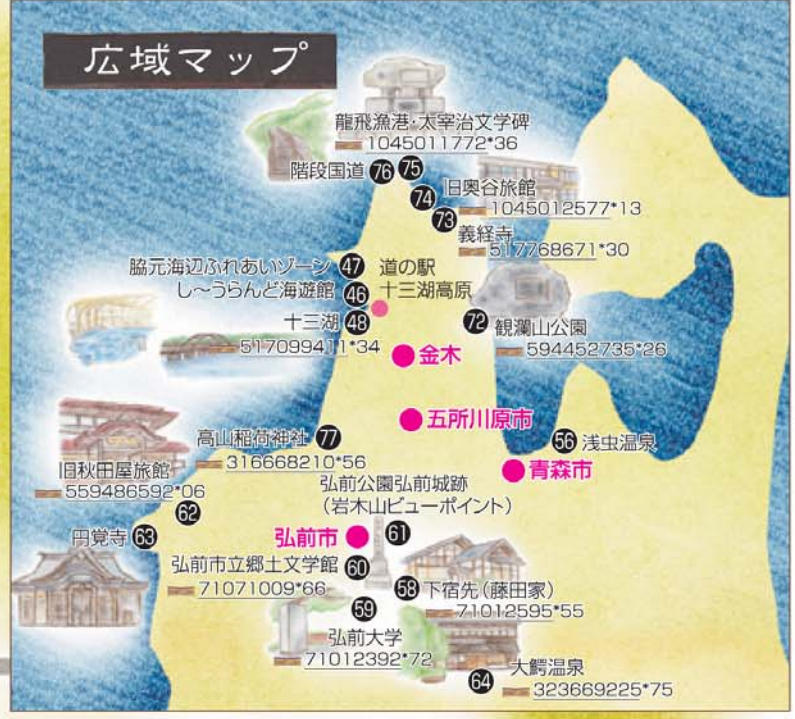 広域マップ
龍飛漁港・太宰治文学碑
1045011772*36
階段国道 76 75
74 旧奥谷旅館
1045012577*13
73
義経寺
517768671*30
脇元海辺ふれあいゾーン 47
道の駅
十三湖高原
し〜うらんど海遊館 46
十三湖 48
517099411*34
72 観瀾山公園
594452735*26
金木
五所川原市
高山稲荷神社 77
316668210*56
56 浅虫温泉
青森市
旧秋田屋旅館
559486592*06
62
弘前公園弘前城跡
(岩木山ビューポイント)
円覚寺 63
弘前市
61
弘前市立郷土文学館 60
71071009*66
58 下宿先(藤田家)
71012595*55
59
弘前大学
71012392*72
64 大鰐温泉
323669225*75